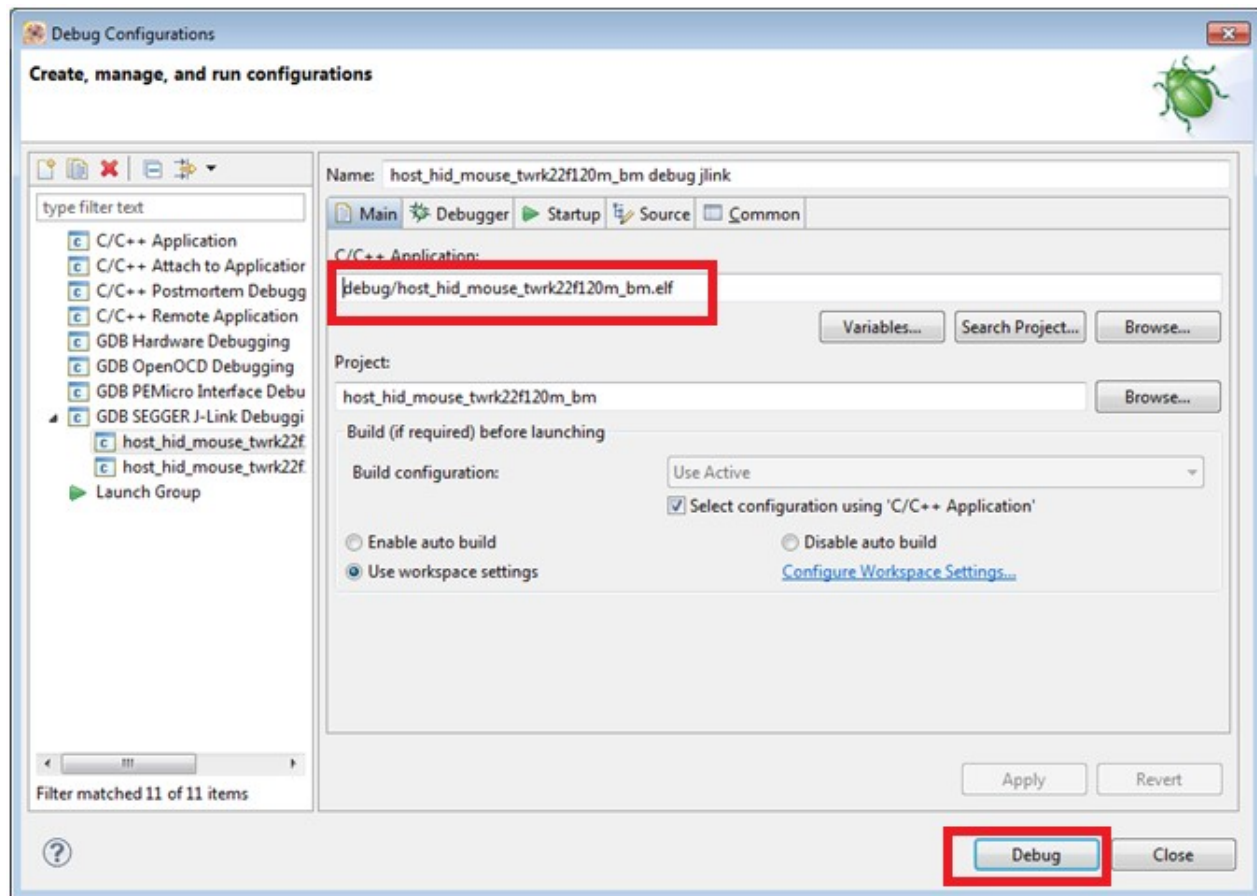 Debug Configurations
Create, manage, and run configurations
type filter text
C/C++ Application
C/C++ Attach to Application
C/C++ Postmortem Debugg
C/C++ Remote Application
GDB Hardware Debugging
GDB OpenOCD Debugging
GDB PEMicro Interface Debu
GDB SEGGER J-Link Debuggi
host_hid_mouse_twrk22f
host_hid_mouse_twrk22f
Launch Group
Filter matched 11 of 11 items
Name: host_hid_mouse_twrk22f120m_bm debug jlink
Main Debugger Startup Source Common
C/C++ Application:
debug/host_hid_mouse_twrk22f120m_bm.elf
Variables... Search Project... Browse...
Project:
host_hid_mouse_twrk22f120m_bm Browse...
Build (if required) before launching
Build configuration: Use Active
Select configuration using 'C/C++ Application'
Enable auto build Disable auto build
Use workspace settings Configure Workspace Settings...
Apply Revert
Debug Close